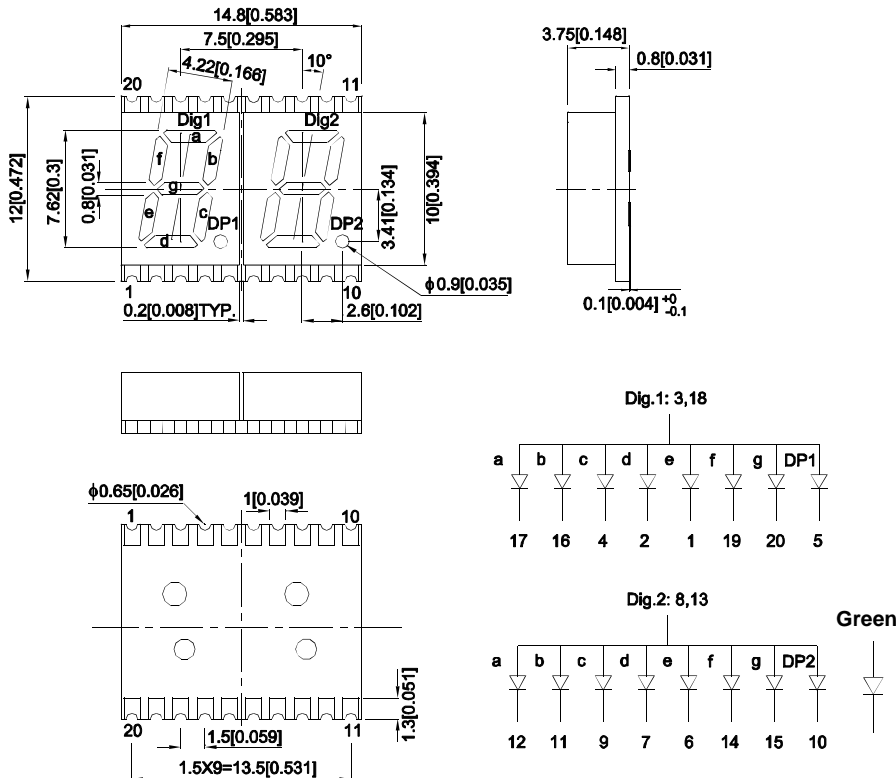 14.8[0.583]
7.5[0.295]
4.22[0.166]
10°
20
11
Dig1
Dig2
a
f
b
g
e
c
d
DP1
DP2
12[0.472]
7.62[0.3]
0.8[0.031]
3.41[0.134]
10[0.394]
1
10
ϕ0.9[0.035]
0.2[0.008]TYP.
2.6[0.102]
3.75[0.148]
0.8[0.031]
0.1[0.004] +0 -0.1
ϕ0.65[0.026]
1[0.039]
1
10
20
11
1.3[0.051]
1.5[0.059]
1.5X9=13.5[0.531]
Dig.1: 3,18
a b c d e f g DP1
17 16 4 2 1 19 20 5
Dig.2: 8,13
Green
a b c d e f g DP2
12 11 9 7 6 14 15 10